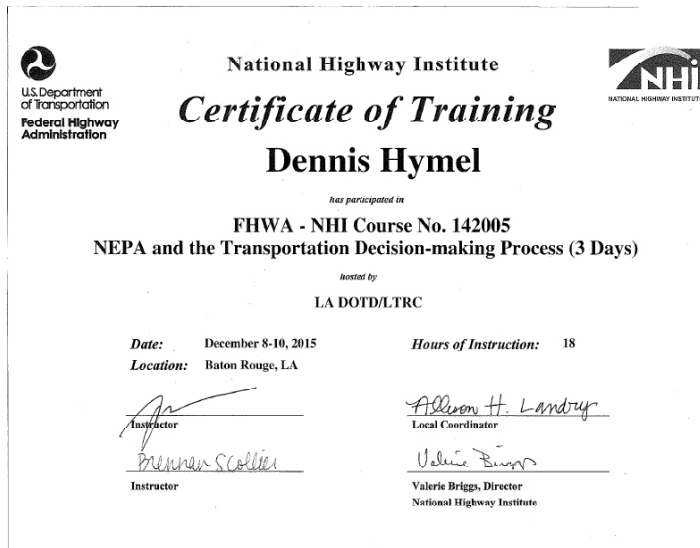 U.S. Department
of Transportation
Federal Highway
Administration
National Highway Institute
NHI
NATIONAL HIGHWAY INSTITUTE
Certificate of Training
Dennis Hymel
has participated in
FHWA - NHI Course No. 142005
NEPA and the Transportation Decision-making Process (3 Days)
hosted by
LA DOTD/LTRC
Date: December 8-10, 2015
Hours of Instruction: 18
Location: Baton Rouge, LA
Allison H. Landry
Instructor
Local Coordinator
Brennan Scollier
Valerie Briggs
Instructor
Valerie Briggs, Director
National Highway Institute